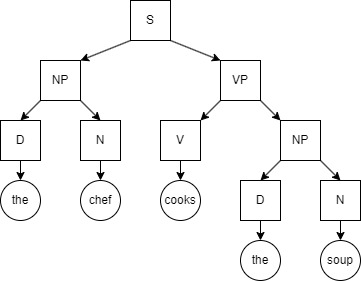 S
NP VP
D N V NP
the chef cooks D N
the soup